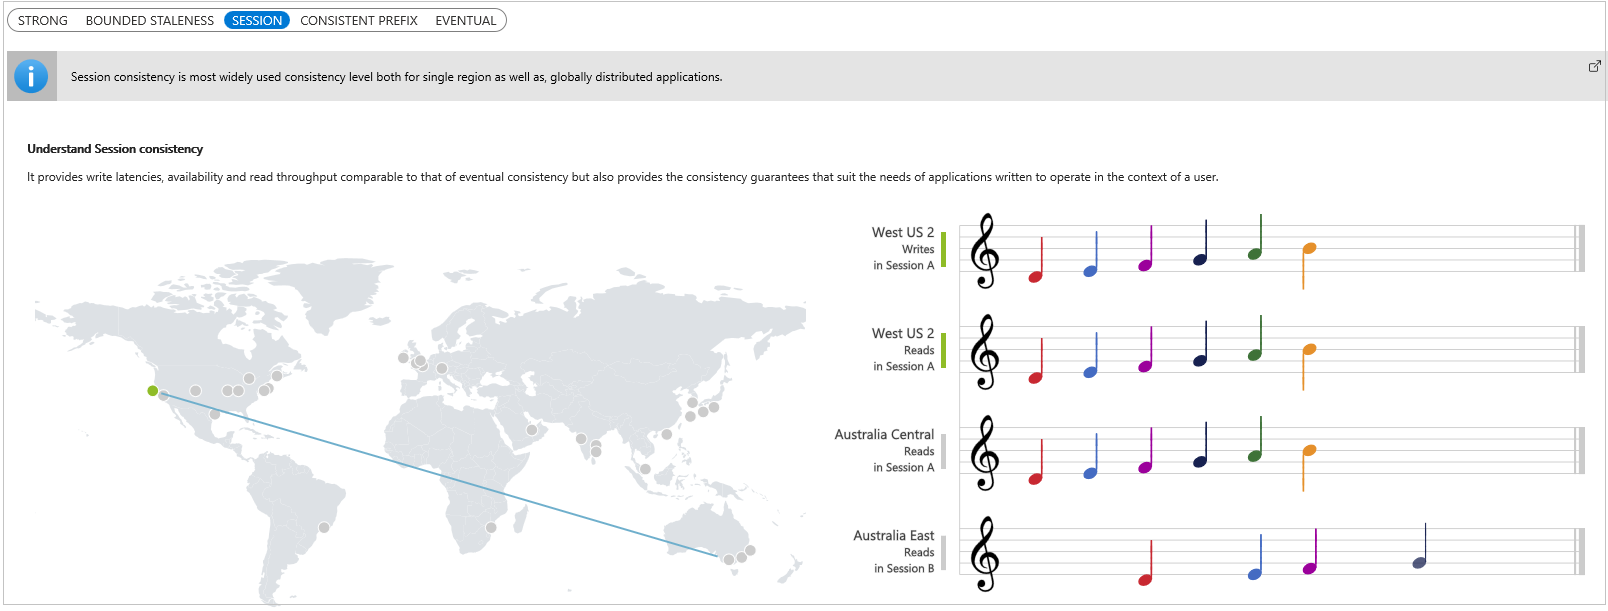 STRONG BOUNDED STALENESS SESSION CONSISTENT PREFIX EVENTUAL
i
Session consistency is most widely used consistency level both for single region as well as, globally distributed applications.
Understand Session consistency
It provides write latencies, availability and read throughput comparable to that of eventual consistency but also provides the consistency guarantees that suit the needs of applications written to operate in the context of a user.
West US 2
Writes
in Session A
West US 2
Reads
in Session A
Australia Central
Reads
in Session A
Australia East
Reads
in Session B